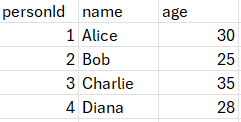 personId name age
1 Alice 30
2 Bob 25
3 Charlie 35
4 Diana 28